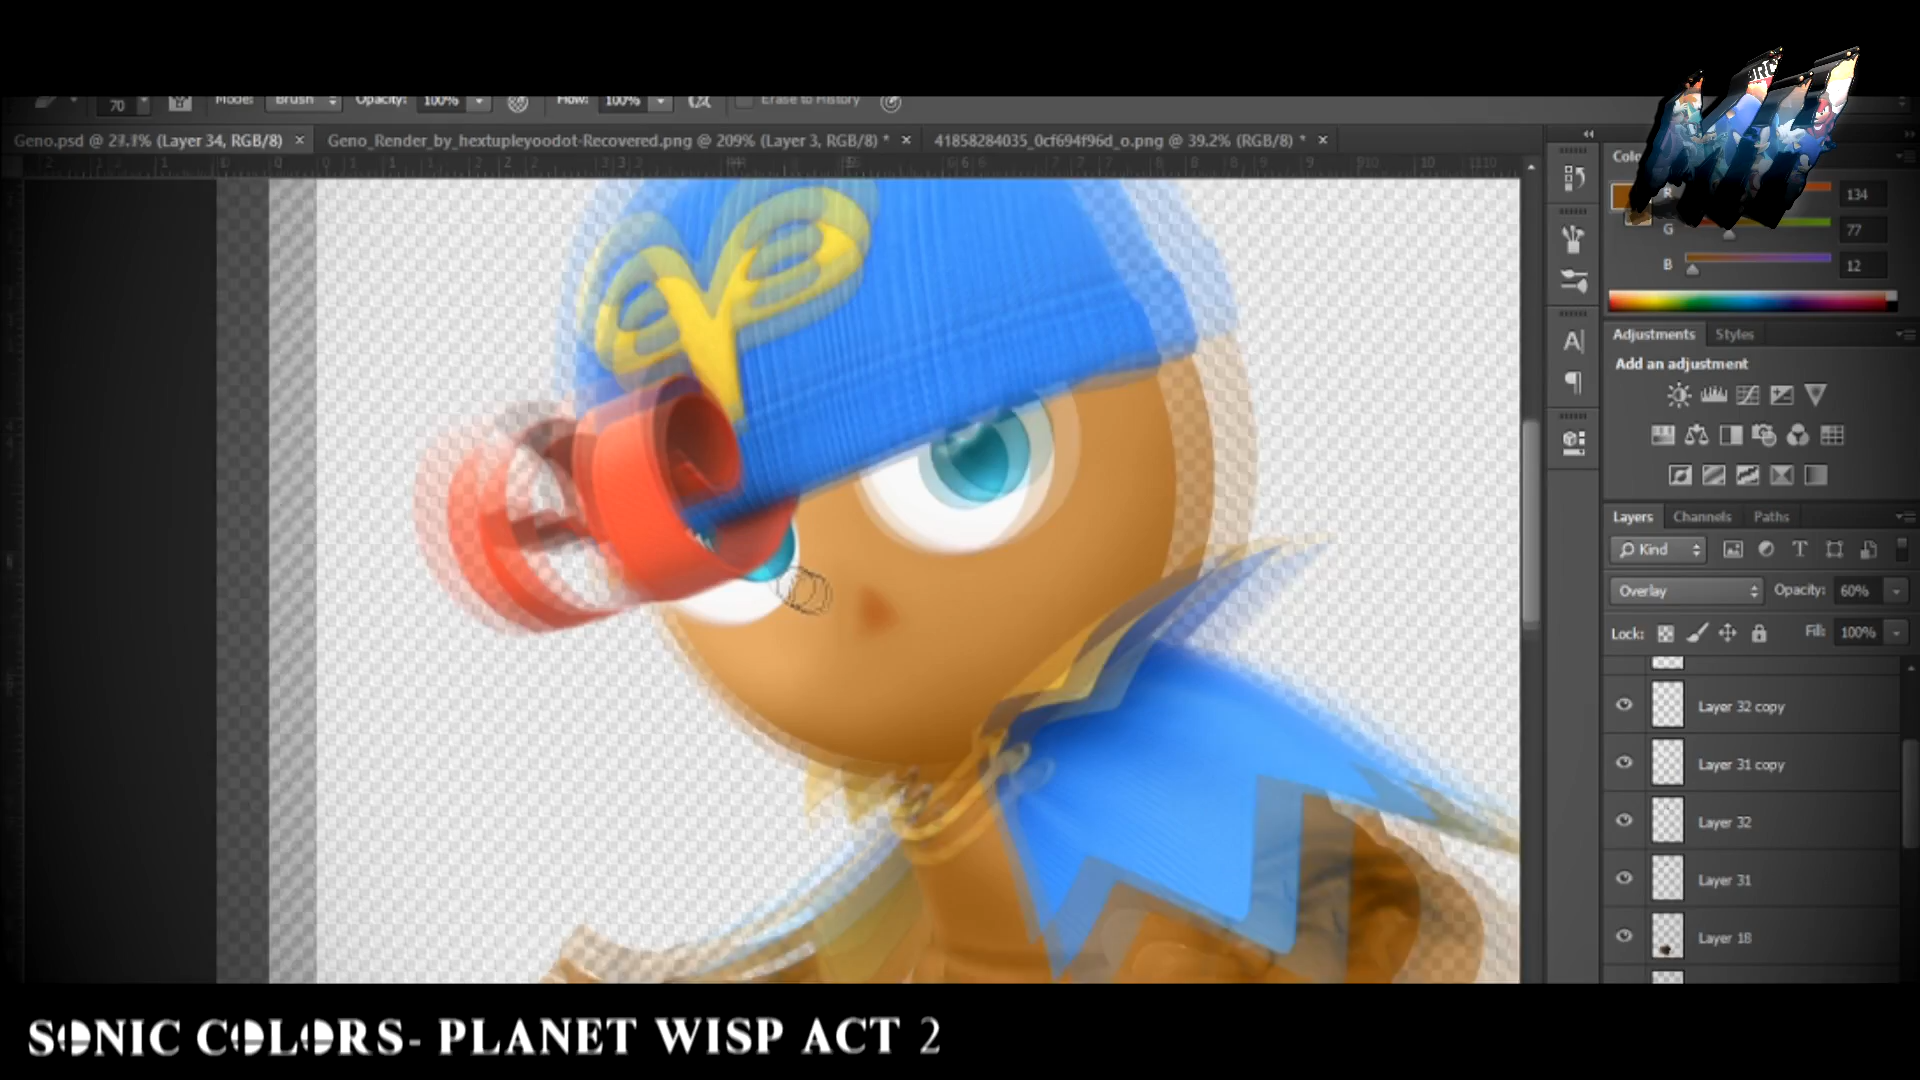 70 Mode: Brush Opacity: 100% Flow: 100% Erase to History
Geno.psd @ (Layer 34, RGB/8) × Geno_Render_by_hextupleyoodot-Recovered.png @ 209% (Layer 3, RGB/8) * × 41858284035_0cf694f96d_o.png @ 39.2% (RGB/8) * ×
R 134
G 77
B 12
Adjustments Styles
Add an adjustment
Layers Channels Paths
Kind
Overlay Opacity: 60%
Lock: Fill: 100%
Layer 32 copy
Layer 31 copy
Layer 32
Layer 31
Layer 18
SONIC COLORS- PLANET WISP ACT 2